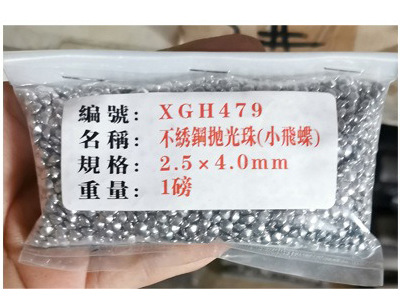 編號: XGH479
名稱: 不綉鋼抛光珠(小飛蝶)
規格: 2.5×4.0mm
重量: 1磅